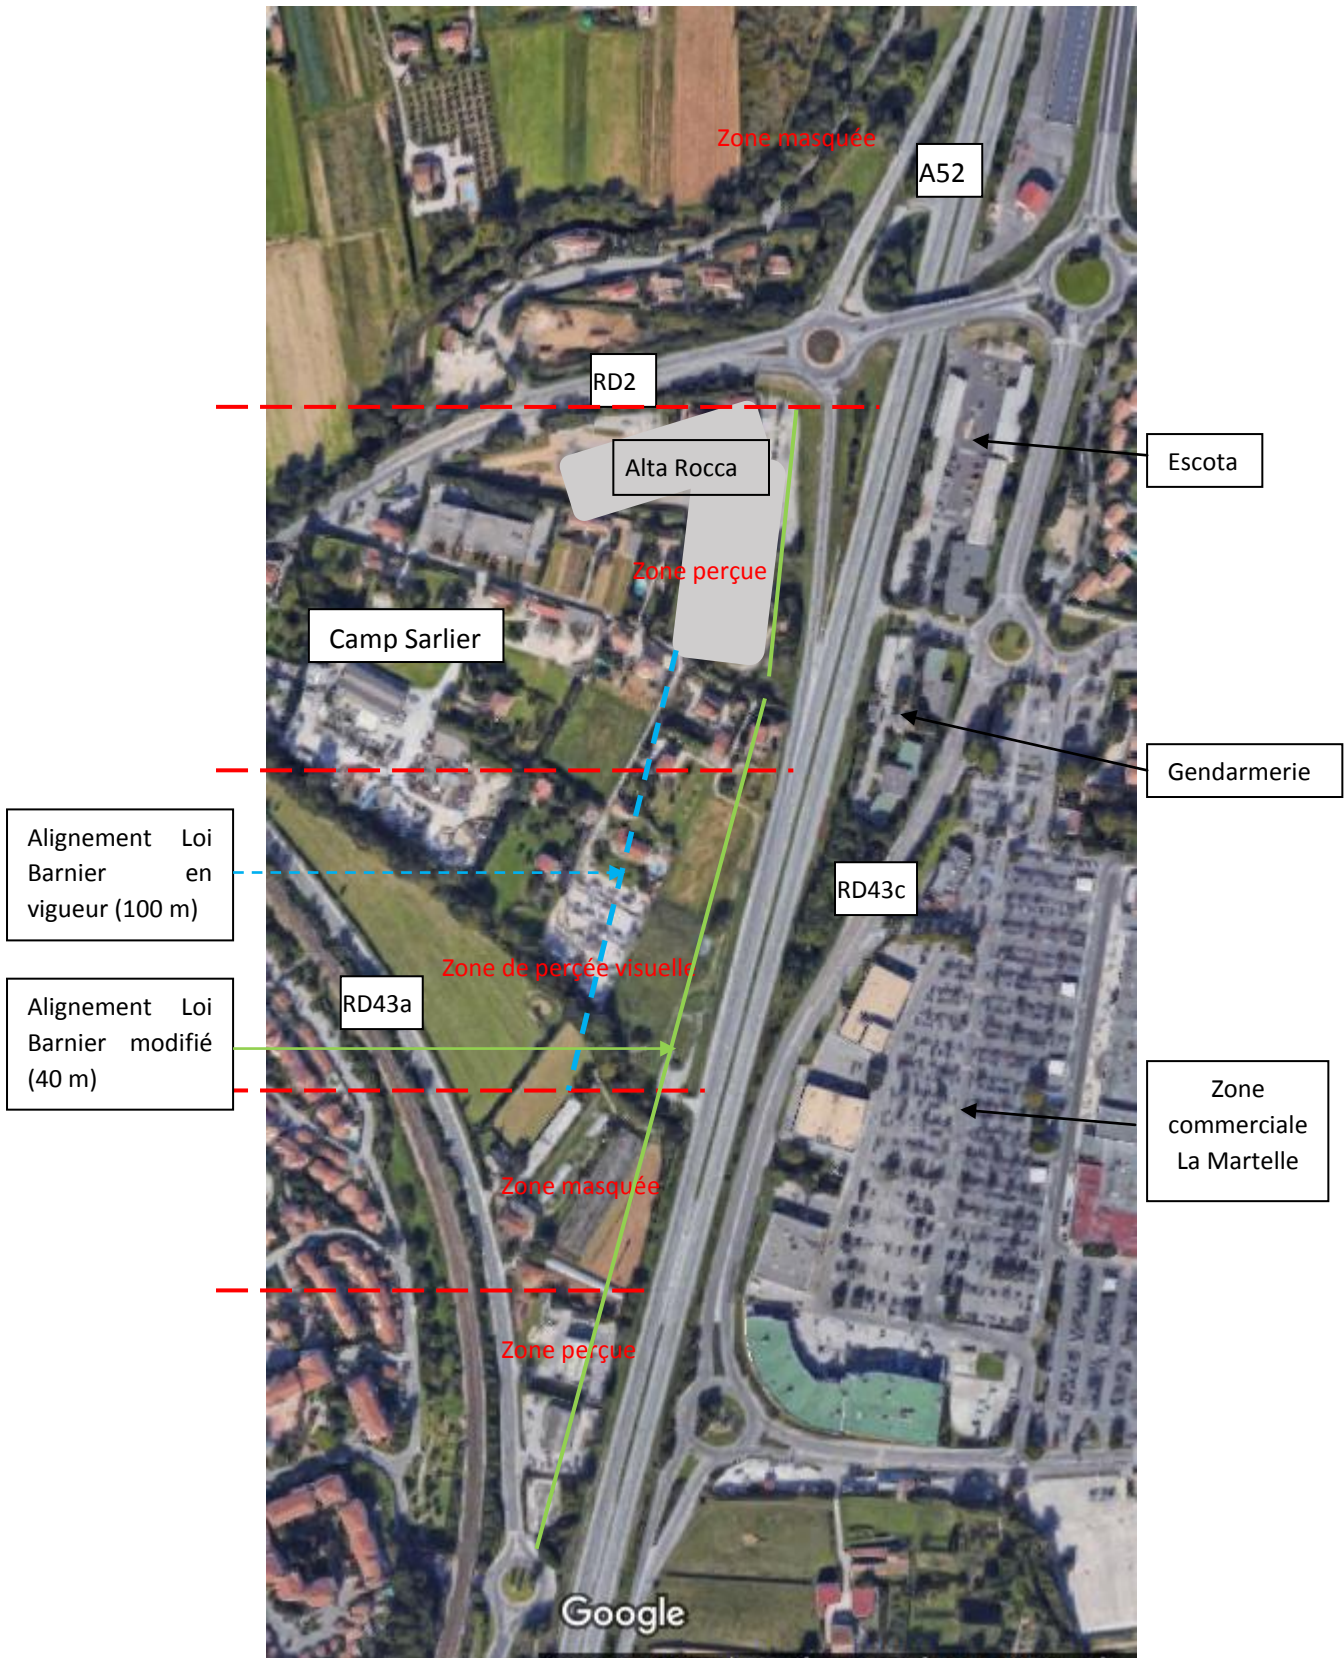 Zone masquée
A52
RD2
Alta Rocca
Escota
Zone perçue
Camp Sarlier
Gendarmerie
Alignement Loi
Barnier en
vigueur (100 m)
RD43c
Zone de perçée visuelle
RD43a
Alignement Loi
Barnier modifié
(40 m)
Zone
commerciale
La Martelle
Zone masquée
Zone perçue
Google